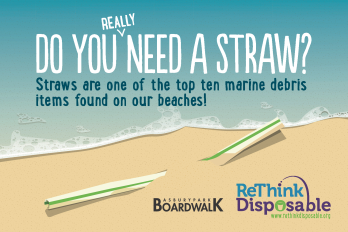 REALLY
DO YOU NEED A STRAW?
Straws are one of the top ten marine debris
items found on our beaches!
ASBURY PARK
BOARDWALK
ReThink
Disposable
www.rethinkdisposable.org